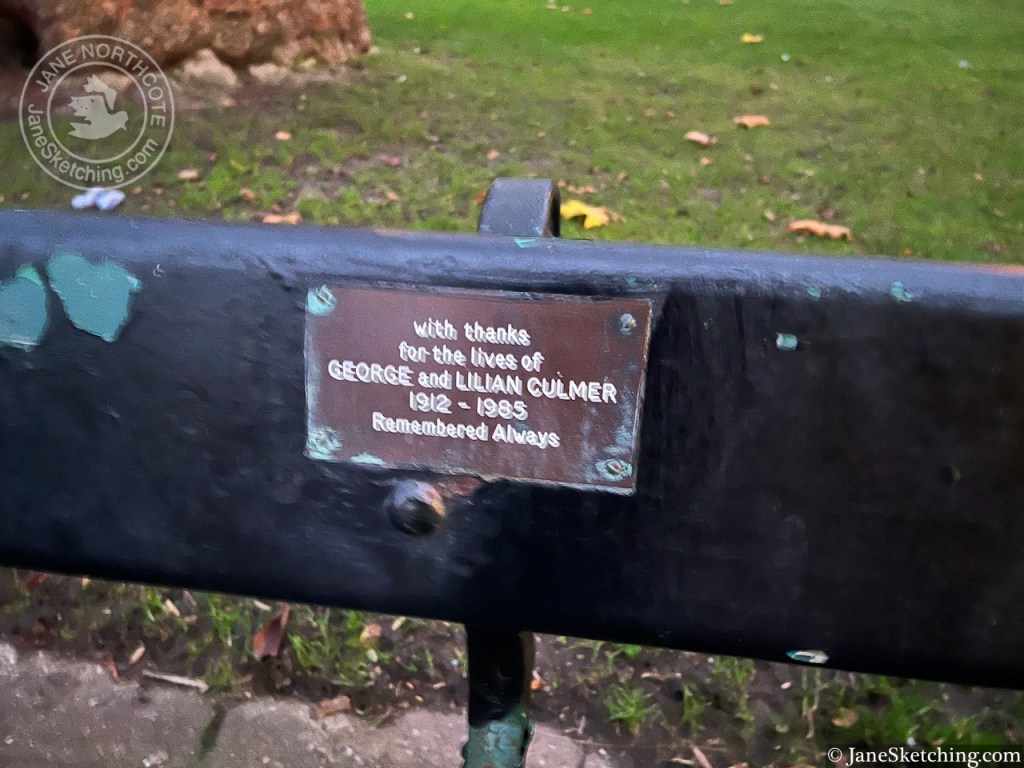 JANE NORTHCOTE
JaneSketching.com
with thanks
for the lives of
GEORGE and LILIAN CULMER
1912 - 1985
Remembered Always
© JaneSketching.com